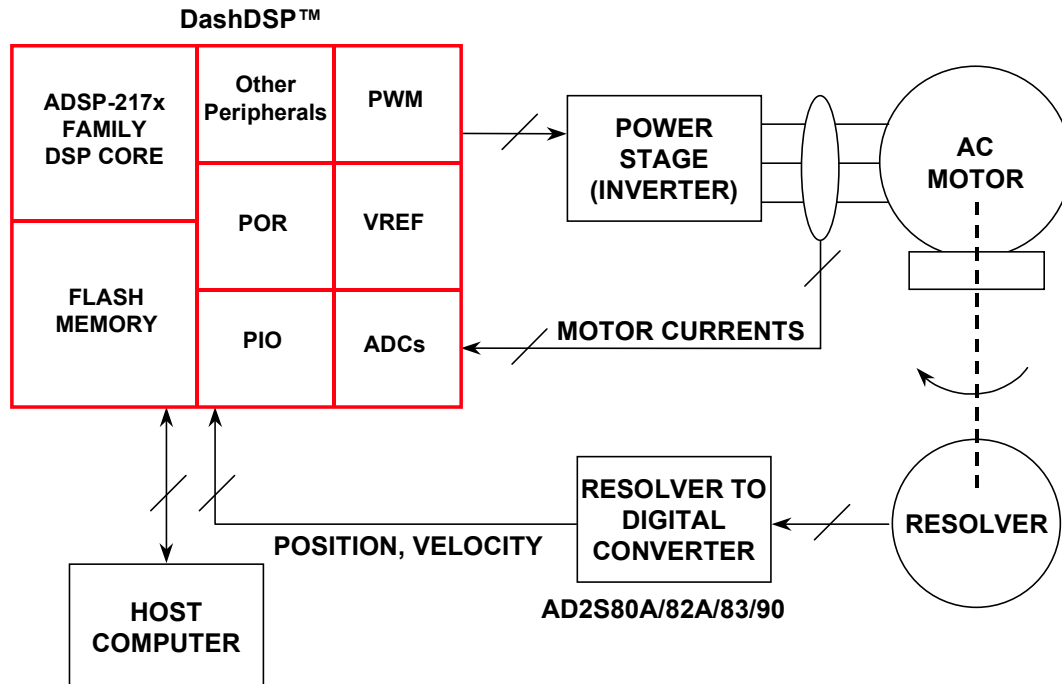 DashDSP™
ADSP-217x
FAMILY
DSP CORE
Other
Peripherals
PWM
POR
VREF
FLASH
MEMORY
PIO
ADCs
POWER
STAGE
(INVERTER)
AC
MOTOR
MOTOR CURRENTS
RESOLVER TO
DIGITAL
CONVERTER
RESOLVER
POSITION, VELOCITY
AD2S80A/82A/83/90
HOST
COMPUTER